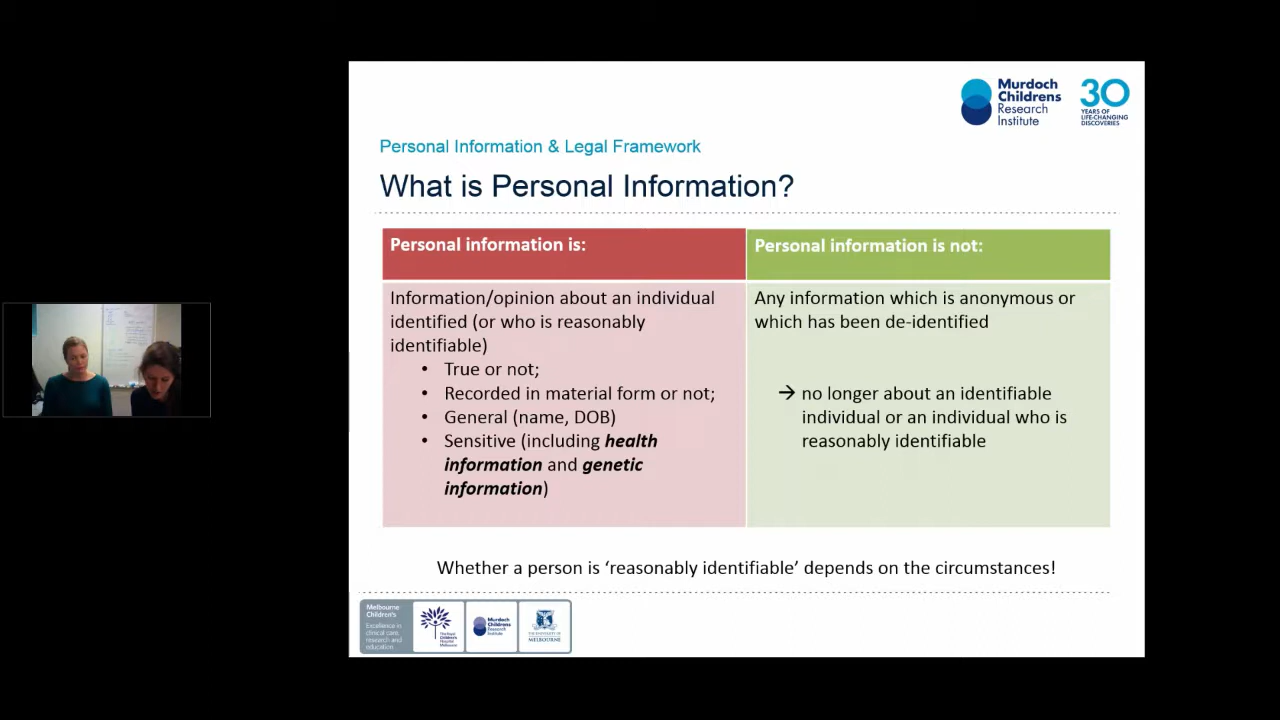 Murdoch
Childrens
Research
Institute
30
YEARS OF
LIFE-CHANGING
DISCOVERIES
Personal Information & Legal Framework
What is Personal Information?
Personal information is:
Information/opinion about an individual
identified (or who is reasonably
identifiable)
• True or not;
• Recorded in material form or not;
• General (name, DOB)
• Sensitive (including health
information and genetic
information)
Personal information is not:
Any information which is anonymous or
which has been de-identified
→ no longer about an identifiable
individual or an individual who is
reasonably identifiable
Whether a person is ‘reasonably identifiable’ depends on the circumstances!
Melbourne
Children's
Excellence in
clinical care,
research and
education
The Royal
Children's
Hospital
Melbourne
Murdoch
Childrens
Research
Institute
THE UNIVERSITY OF
MELBOURNE